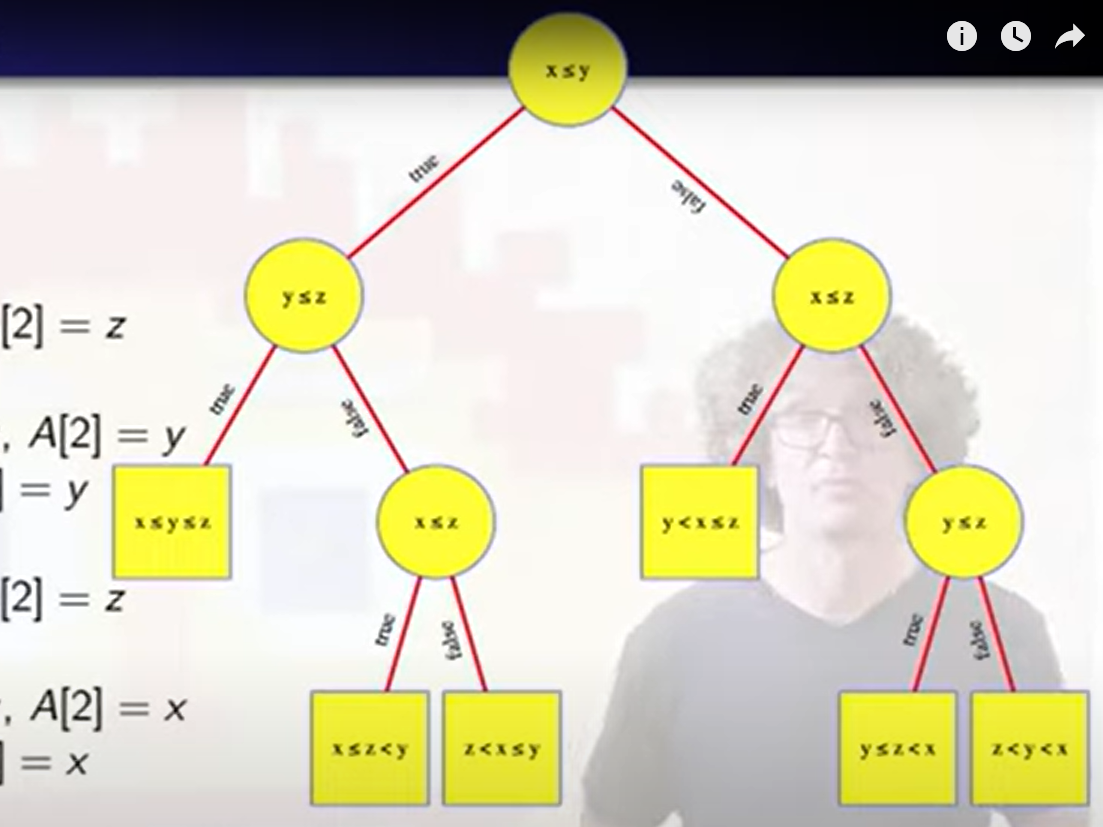 x ≤ y
true
false
y ≤ z
x ≤ z
[2] = z
true
false
true
false
, A[2] = y
] = y
x ≤ y ≤ z
x ≤ z
y < x ≤ z
y ≤ z
[2] = z
true
false
true
false
, A[2] = x
] = x
x ≤ z < y
z < x ≤ y
y ≤ z < x
z < y < x